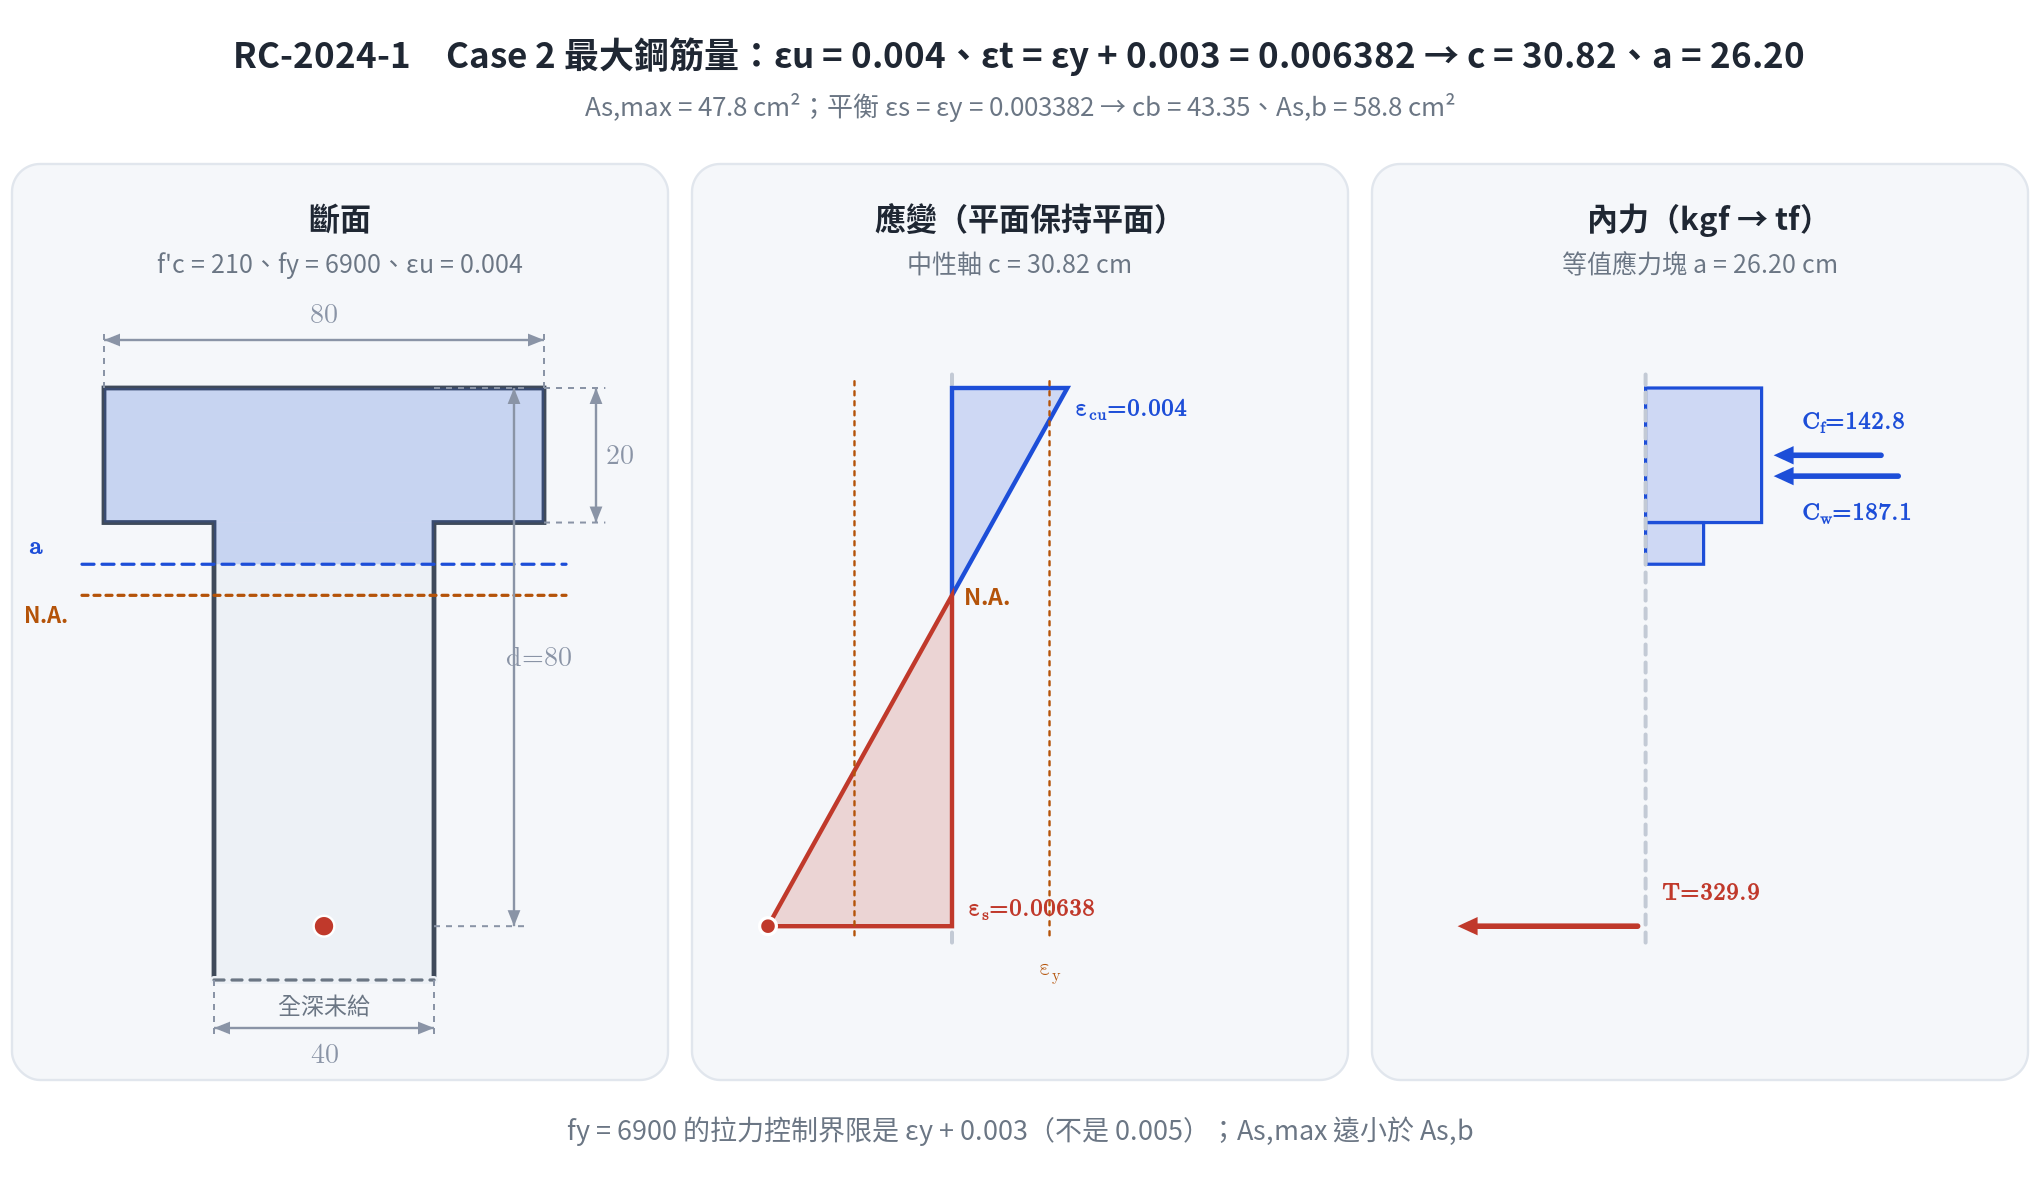 RC-2024-1　Case 2 最大鋼筋量：εu = 0.004、εt = εy + 0.003 = 0.006382 → c = 30.82、a = 26.20
As,max = 47.8 cm²；平衡 εs = εy = 0.003382 → cb = 43.35、As,b = 58.8 cm²
斷面
f'c = 210、fy = 6900、εu = 0.004
80
20
a
N.A.
d=80
全深未給
40
應變（平面保持平面）
中性軸 c = 30.82 cm
εcu=0.004
N.A.
εs=0.00638
εy
內力（kgf → tf）
等值應力塊 a = 26.20 cm
Cf=142.8
Cw=187.1
T=329.9
fy = 6900 的拉力控制界限是 εy + 0.003（不是 0.005）；As,max 遠小於 As,b